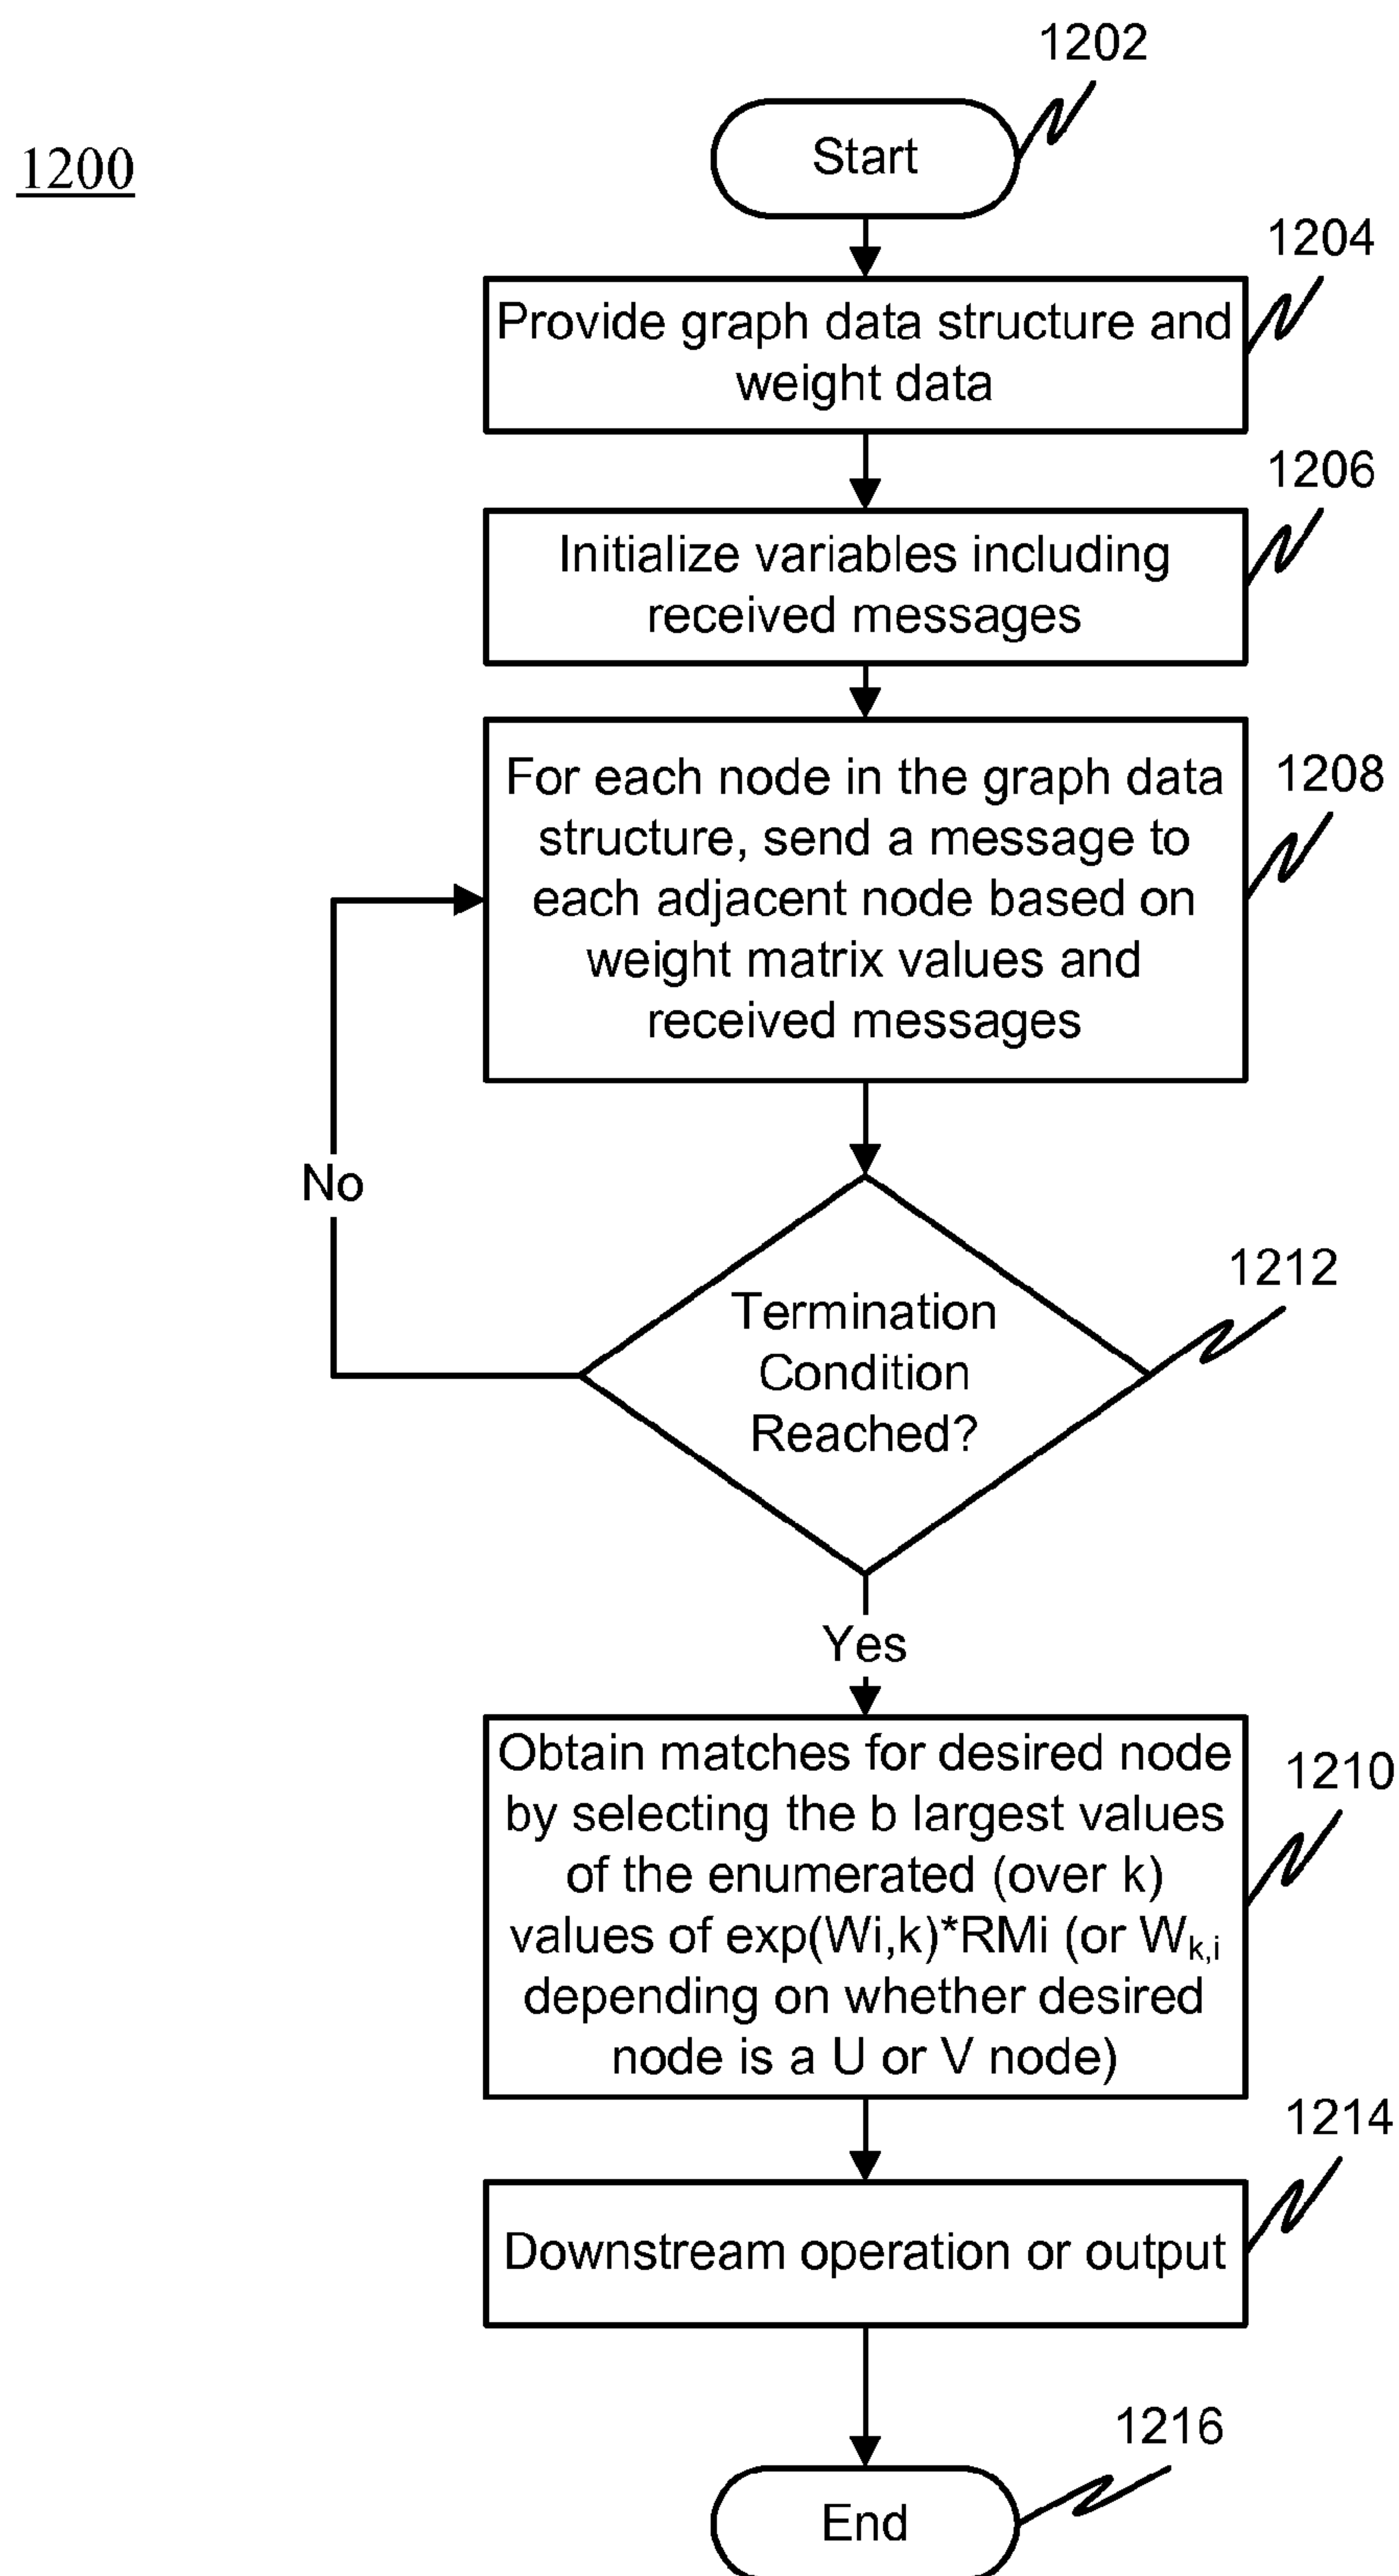 1202
1200
Start
1204
Provide graph data structure and
weight data
1206
Initialize variables including
received messages
1208
For each node in the graph data
structure, send a message to
each adjacent node based on
weight matrix values and
received messages
No
1212
Termination
Condition
Reached?
Yes
1210
Obtain matches for desired node
by selecting the b largest values
of the enumerated (over k)
values of exp(Wi,k)*RMi (or Wk,i
depending on whether desired
node is a U or V node)
1214
Downstream operation or output
1216
End